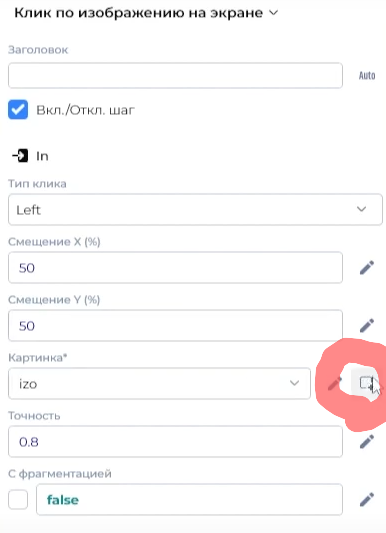 Клик по изображению на экране
Заголовок
Auto
Вкл./Откл. шаг
In
Тип клика
Left
Смещение X (%)
50
Смещение Y (%)
50
Картинка*
izo
Точность
0.8
С фрагментацией
false